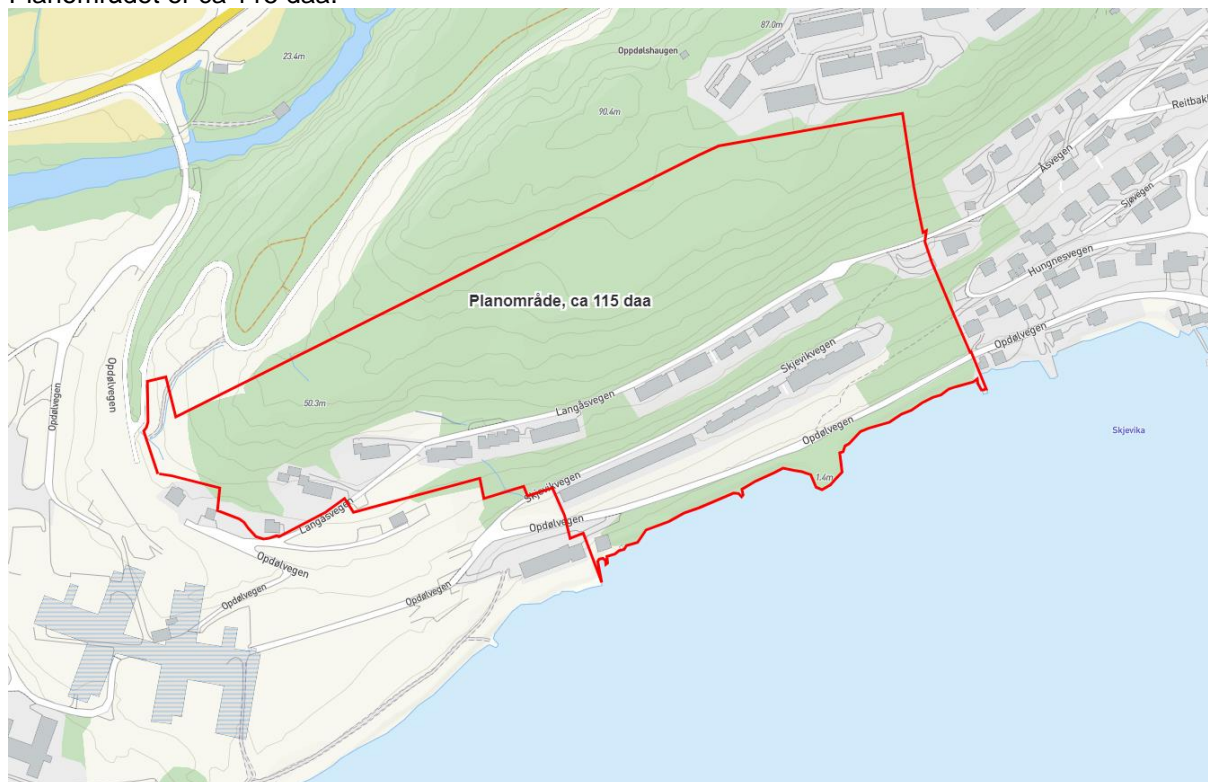 Planområdet er ca 115 daa.
87.0m
23.4m
Oppdølshaugen
90.4m
Reitbakk
Åsvegen
Sjøvegen
Hungnesvegen
Planområde, ca 115 daa
Opdølvegen
Skjevikvegen
Opdølvegen
Opdølvegen
50.3m
Langåsvegen
Opdølvegen
Skjevika
1.4m
Skjevikvegen
Langåsvegen
Opdølvegen
Opdølvegen
Opdølvegen
Opdølvegen